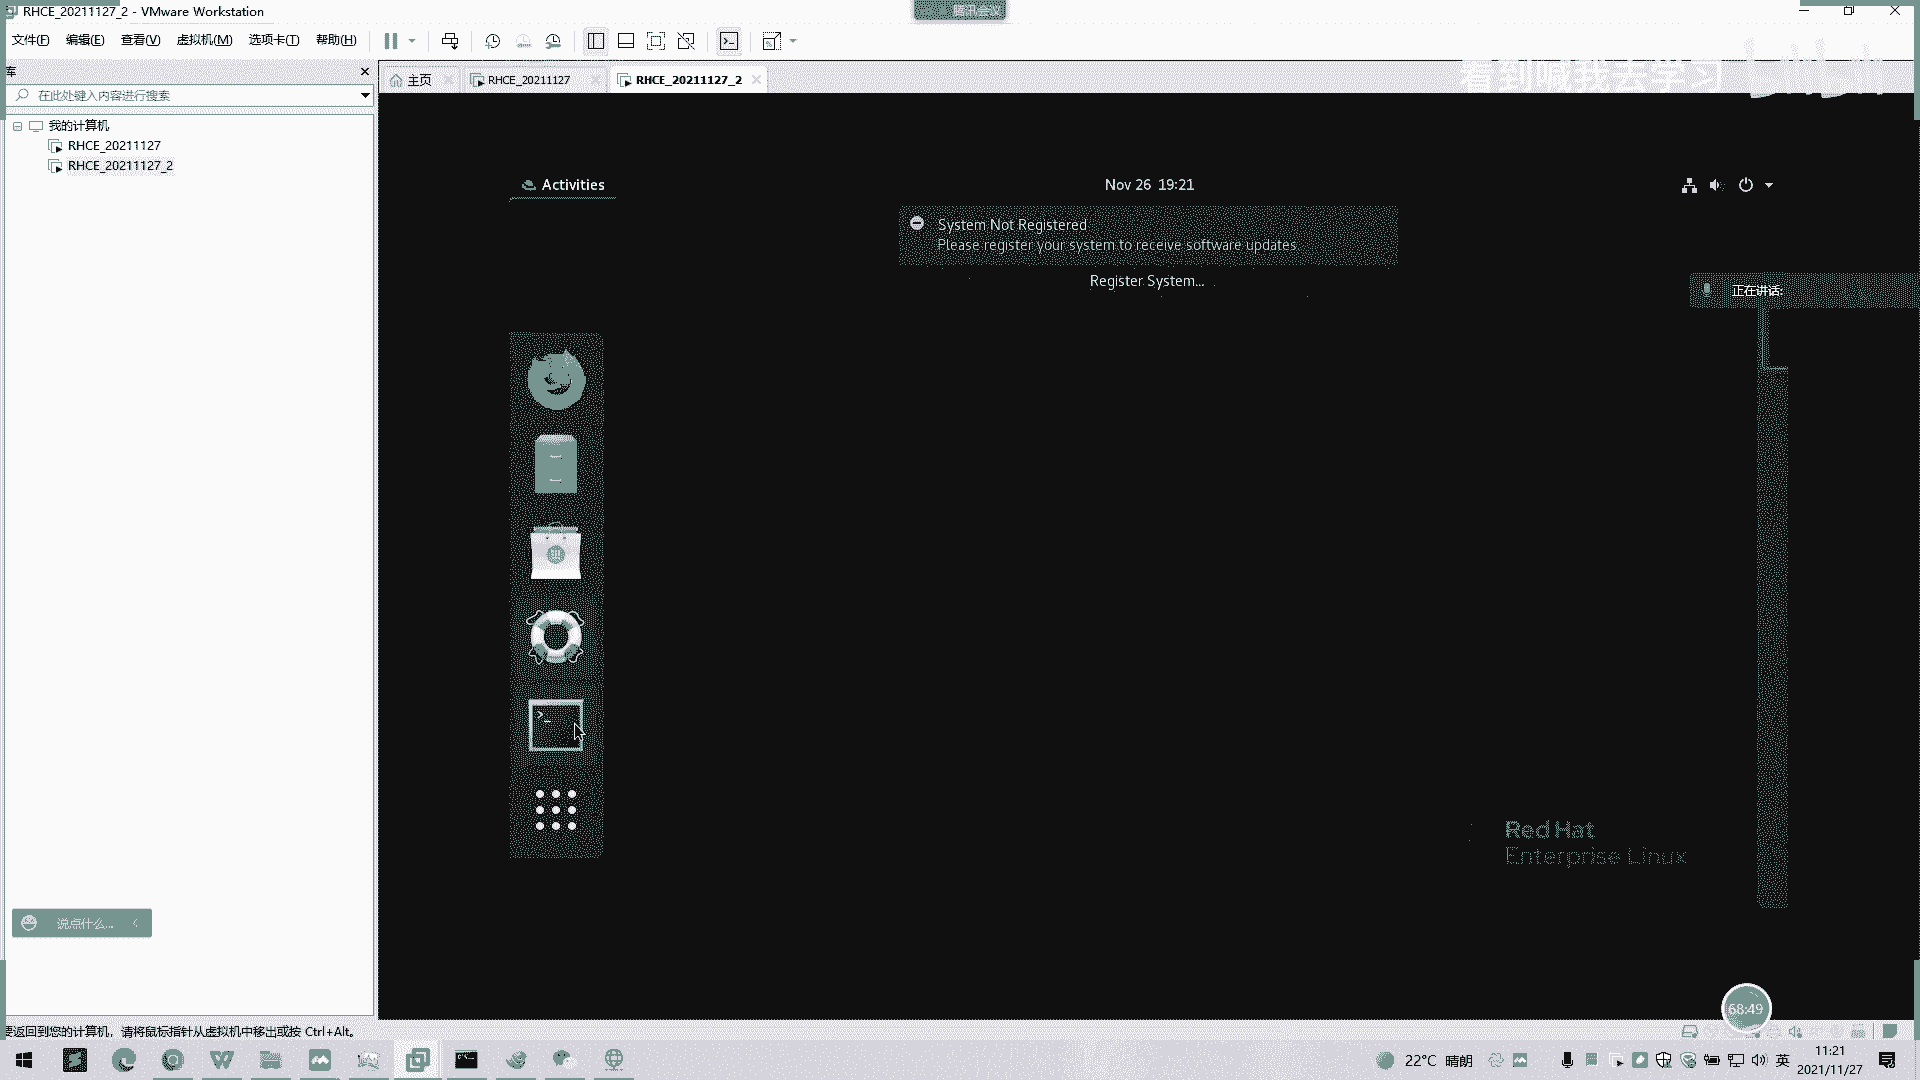 RHCE_20211127_2 - VMware Workstation
腾讯会议
文件(F) 编辑(E) 查看(V) 虚拟机(M) 选项卡(T) 帮助(H)
库
主页 RHCE_20211127 RHCE_20211127_2
看到喊我去学习
bilibili
在此处键入内容进行搜索
我的计算机
RHCE_20211127
RHCE_20211127_2
Activities
Nov 26 19:21
System Not Registered
Please register your system to receive software updates.
Register System...
正在讲话:
Red Hat
Enterprise Linux
说点什么...
68:49
要返回到您的计算机，请将鼠标指针从虚拟机中移出或按 Ctrl+Alt。
22°C 晴朗
英
11:21
2021/11/27